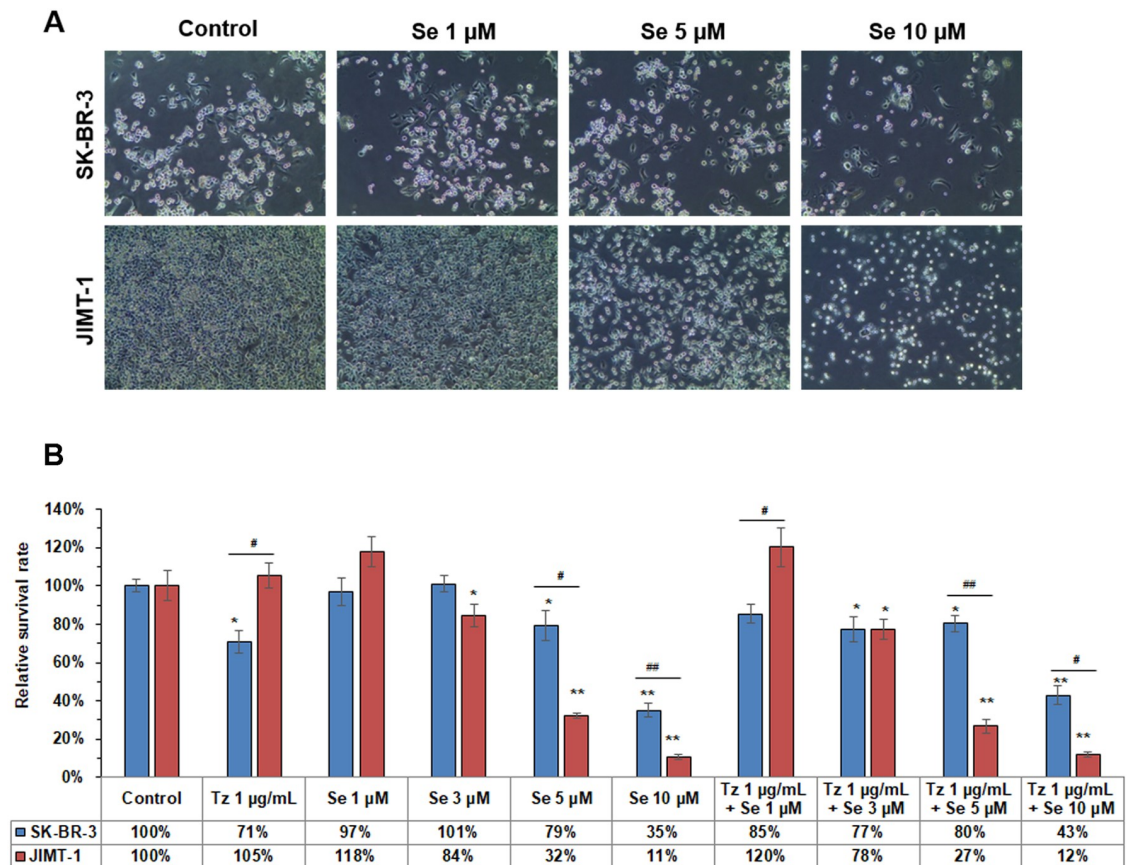 A
Control Se 1 µM Se 5 µM Se 10 µM
SK-BR-3
JIMT-1
B
Relative survival rate
140%
120%
100%
80%
60%
40%
20%
0%
* # * * # ** ** ## ** # * * * ## ** ** # **
Control Tz 1 µg/mL Se 1 µM Se 3 µM Se 5 µM Se 10 µM Tz 1 µg/mL + Se 1 µM Tz 1 µg/mL + Se 3 µM Tz 1 µg/mL + Se 5 µM Tz 1 µg/mL + Se 10 µM
SK-BR-3 100% 71% 97% 101% 79% 35% 85% 77% 80% 43%
JIMT-1 100% 105% 118% 84% 32% 11% 120% 78% 27% 12%